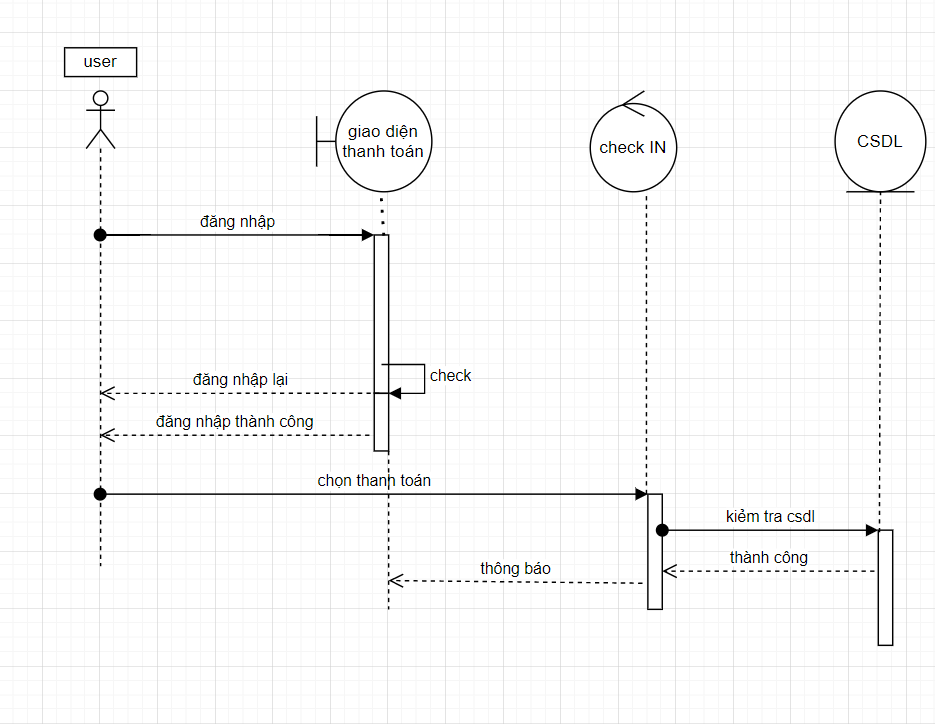 user
giao diện
thanh toán
check IN
CSDL
đăng nhập
check
đăng nhập lại
đăng nhập thành công
chọn thanh toán
kiểm tra csdl
thành công
thông báo